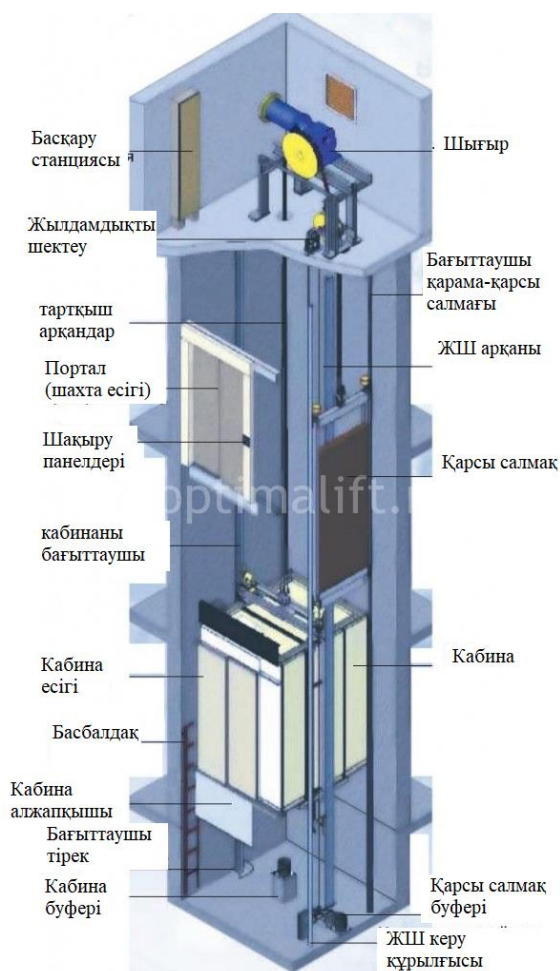 Басқару
станциясы
Шығыр
Жылдамдықты
шектеу
Бағыттаушы
қарама-қарсы
салмағы
тартқыш
арқандар
ЖШ арқаны
Портал
(шахта есігі)
Шақыру
панелдері
Қарсы салмақ
optimalift.
кабинаны
бағыттаушы
Кабина
есігі
Кабина
Басбалдақ
Кабина
алжапқышы
Бағыттаушы
тірек
Кабина
буфері
Қарсы салмақ
буфері
ЖШ керу
құрылғысы